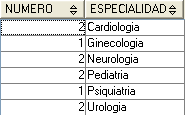 NUMERO ESPECIALIDAD
2 Cardiologia
1 Ginecologia
2 Neurologia
2 Pediatria
1 Psiquiatria
2 Urologia